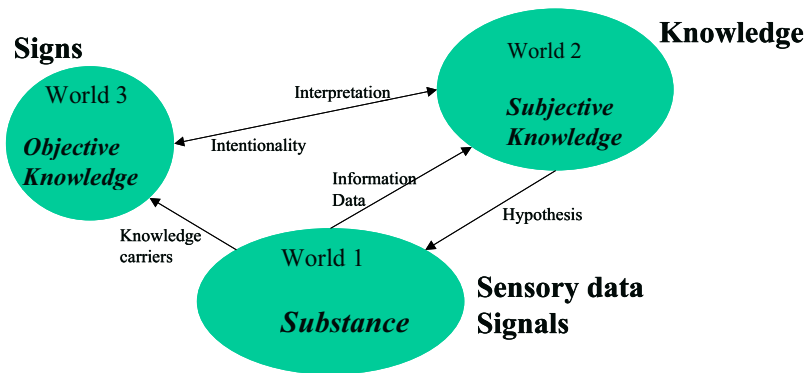 Signs
World 3
Objective
Knowledge
Knowledge
World 2
Subjective
Knowledge
Interpretation
Intentionality
Information
Data
Hypothesis
Knowledge
carriers
World 1
Substance
Sensory data
Signals